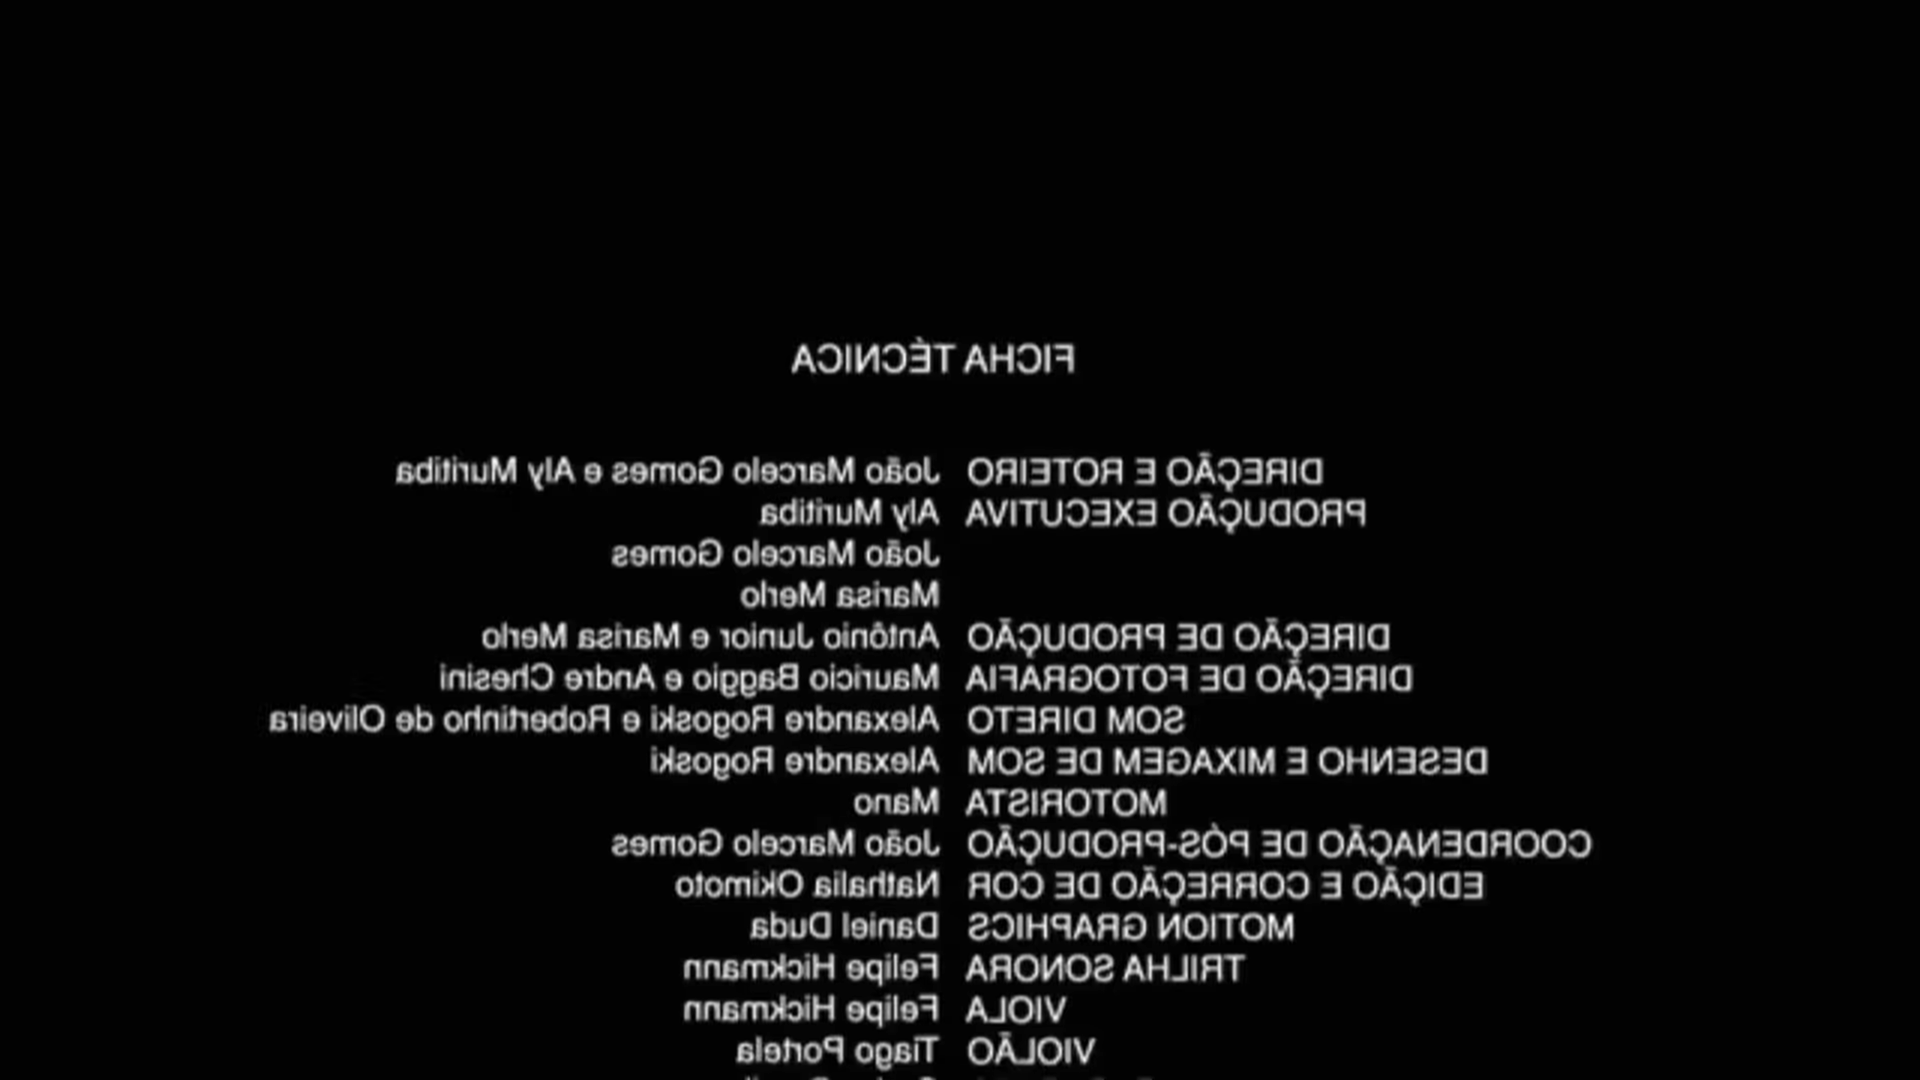 FICHA TÉCNICA
DIREÇÃO E ROTEIRO João Marcelo Gomes e Aly Muritiba
PRODUÇÃO EXECUTIVA Aly Muritiba
João Marcelo Gomes
Marisa Merlo
DIREÇÃO DE PRODUÇÃO Antônio Junior e Marisa Merlo
DIREÇÃO DE FOTOGRAFIA Mauricio Baggio e Andre Chesini
SOM DIRETO Alexandre Rogoski e Robertinho de Oliveira
DESENHO E MIXAGEM DE SOM Alexandre Rogoski
MOTORISTA Mano
COORDENAÇÃO DE PÓS-PRODUÇÃO João Marcelo Gomes
EDIÇÃO E CORREÇÃO DE COR Nathalia Okimoto
MOTION GRAPHICS Daniel Duda
TRILHA SONORA Felipe Hickmann
VIOLA Felipe Hickmann
VIOLÃO Tiago Portela